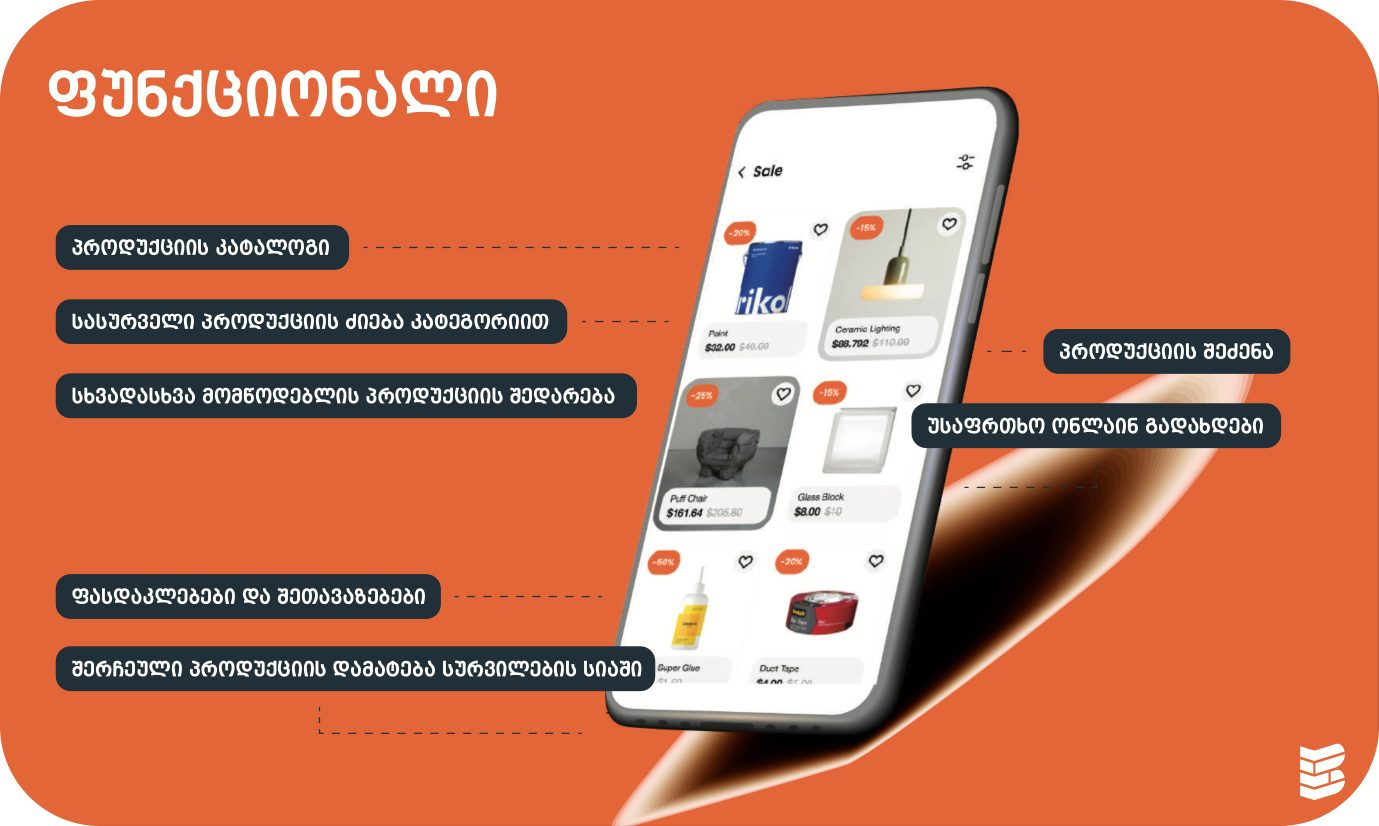 ფუნქციონალი
პროდუქციის კატალოგი
სასურველი პროდუქციის ძიება კატეგორიით
სხვადასხვა მომწოდებლის პროდუქციის შედარება
ფასდაკლებები და შეთავაზებები
შერჩეული პროდუქციის დამატება სურვილების სიაში
Sale
-20%
-15%
rikol
Paint
$32.00 $40.00
Ceramic Lighting
$88.792 $110.99
-25%
-15%
Puff Chair
$161.64 $205.80
Glass Block
$8.00 $10
-50%
-20%
Super Glue
$1.00
Duct Tape
$4.00 $5.00
პროდუქციის შეძენა
უსაფრთხო ონლაინ გადახდები